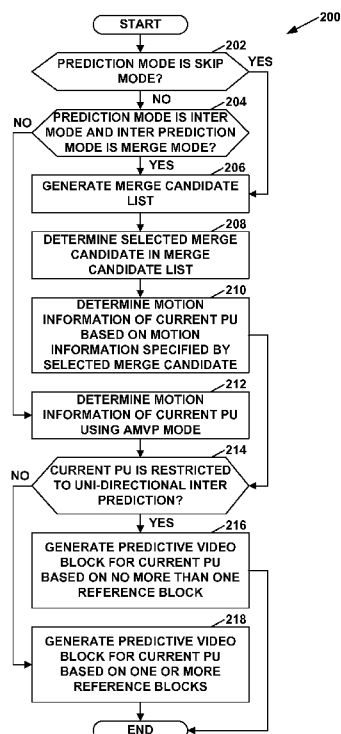 START
200
202
PREDICTION MODE IS SKIP
MODE?
YES
NO
204
NO
PREDICTION MODE IS INTER
MODE AND INTER PREDICTION
MODE IS MERGE MODE?
YES
206
GENERATE MERGE CANDIDATE
LIST
208
DETERMINE SELECTED MERGE
CANDIDATE IN MERGE
CANDIDATE LIST
210
DETERMINE MOTION
INFORMATION OF CURRENT PU
BASED ON MOTION
INFORMATION SPECIFIED BY
SELECTED MERGE CANDIDATE
212
DETERMINE MOTION
INFORMATION OF CURRENT PU
USING AMVP MODE
214
NO
CURRENT PU IS RESTRICTED
TO UNI-DIRECTIONAL INTER
PREDICTION?
YES
216
GENERATE PREDICTIVE VIDEO
BLOCK FOR CURRENT PU
BASED ON NO MORE THAN ONE
REFERENCE BLOCK
218
GENERATE PREDICTIVE VIDEO
BLOCK FOR CURRENT PU
BASED ON ONE OR MORE
REFERENCE BLOCKS
END